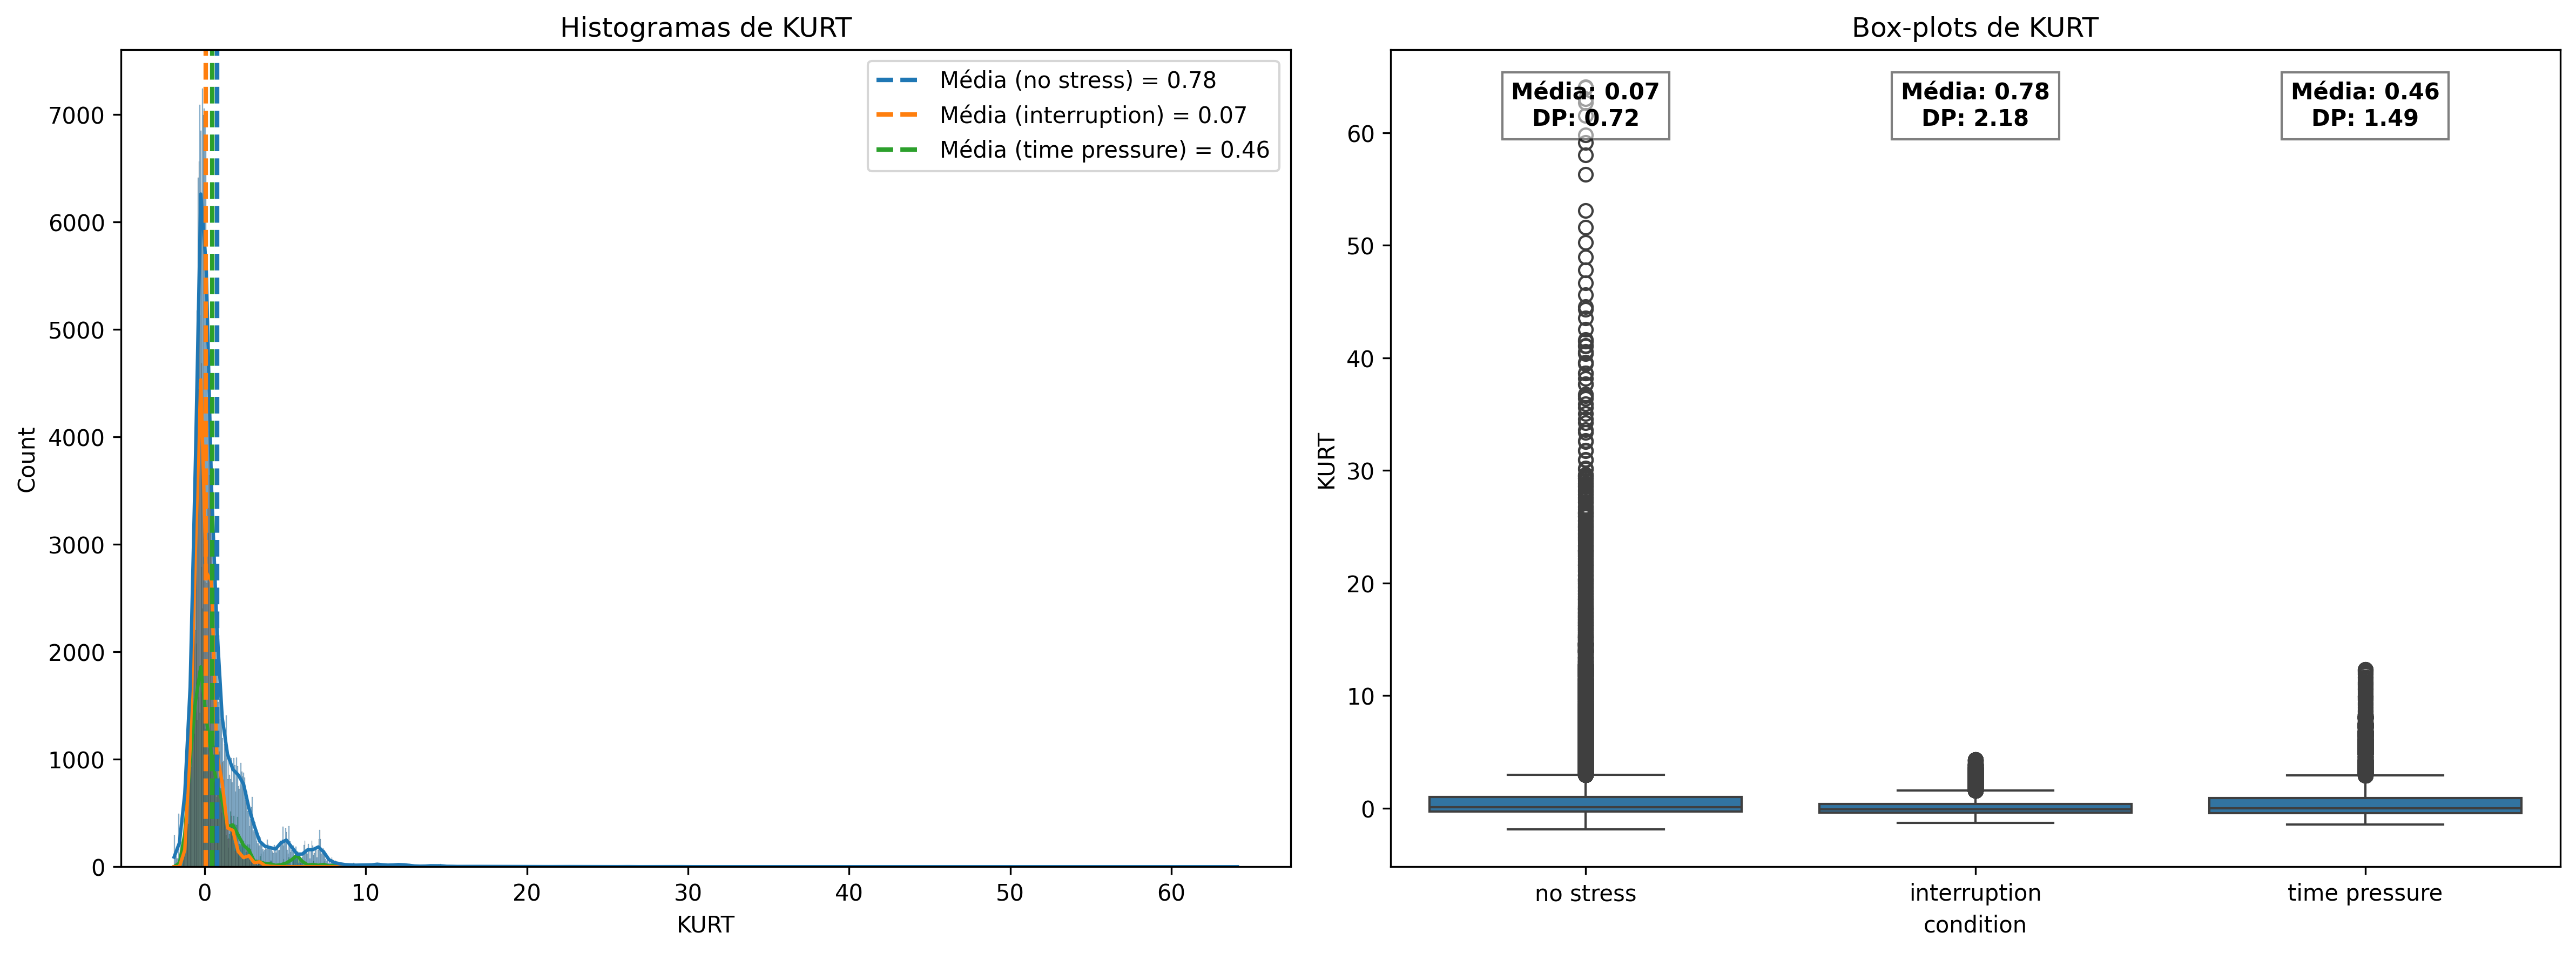 Histogramas de KURT
Média (no stress) = 0.78
Média (interruption) = 0.07
Média (time pressure) = 0.46
Count
7000
6000
5000
4000
3000
2000
1000
0
0 10 20 30 40 50 60
KURT
Box-plots de KURT
Média: 0.07
DP: 0.72
Média: 0.78
DP: 2.18
Média: 0.46
DP: 1.49
KURT
60
50
40
30
20
10
0
no stress interruption time pressure
condition